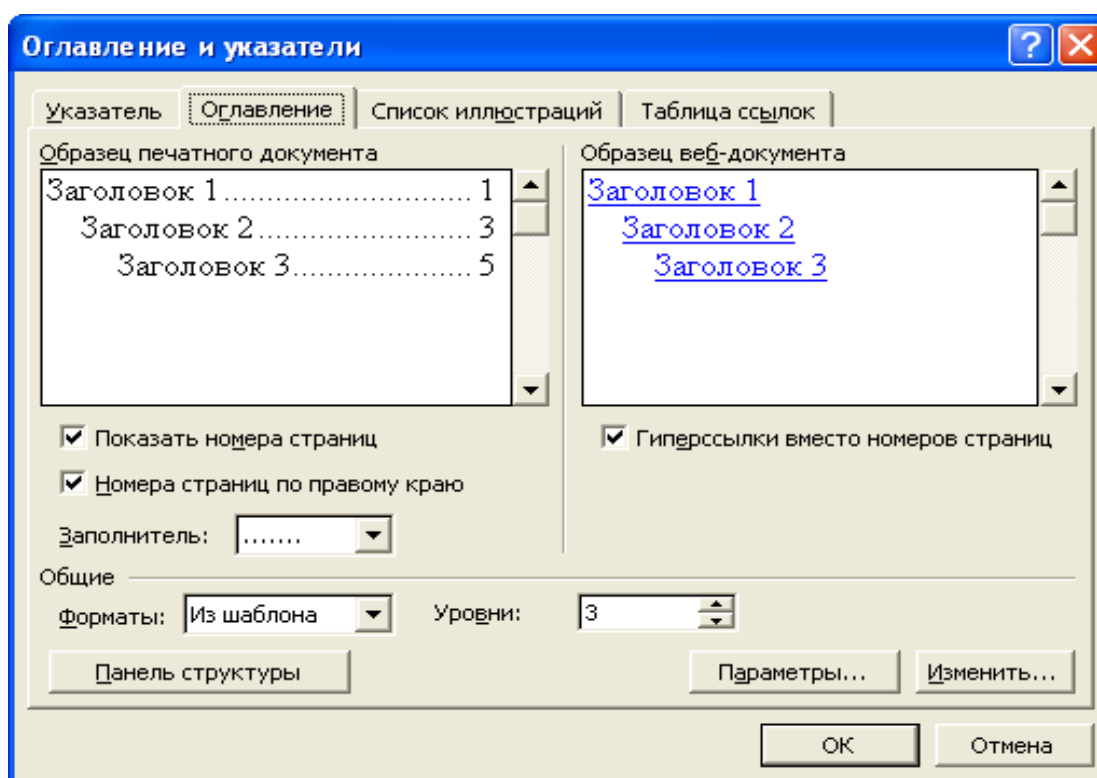 Оглавление и указатели
Указатель Оглавление Список иллюстраций Таблица ссылок
Образец печатного документа
Заголовок 1............................ 1
Заголовок 2........................ 3
Заголовок 3.................... 5
Образец веб-документа
Заголовок 1
Заголовок 2
Заголовок 3
Показать номера страниц
Номера страниц по правому краю
Заполнитель: .......
Гиперссылки вместо номеров страниц
Общие
Форматы: Из шаблона Уровни: 3
Панель структуры Параметры... Изменить...
ОК Отмена